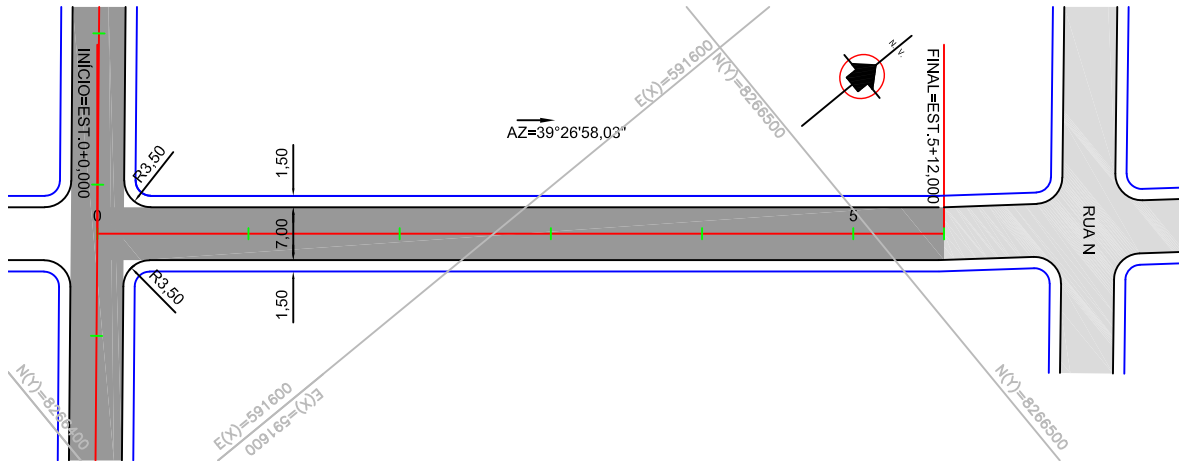 INÍCIO=EST.0+0,000
R3,50
1,50
AZ=39°26'58,03"
E(X)=591600
N(Y)=8266500
N.V.
FINAL=EST.5+12,000
0
7,00
5
RUA N
R3,50
1,50
N(Y)=8266400
E(X)=591600
E(X)=591600
N(Y)=8266500